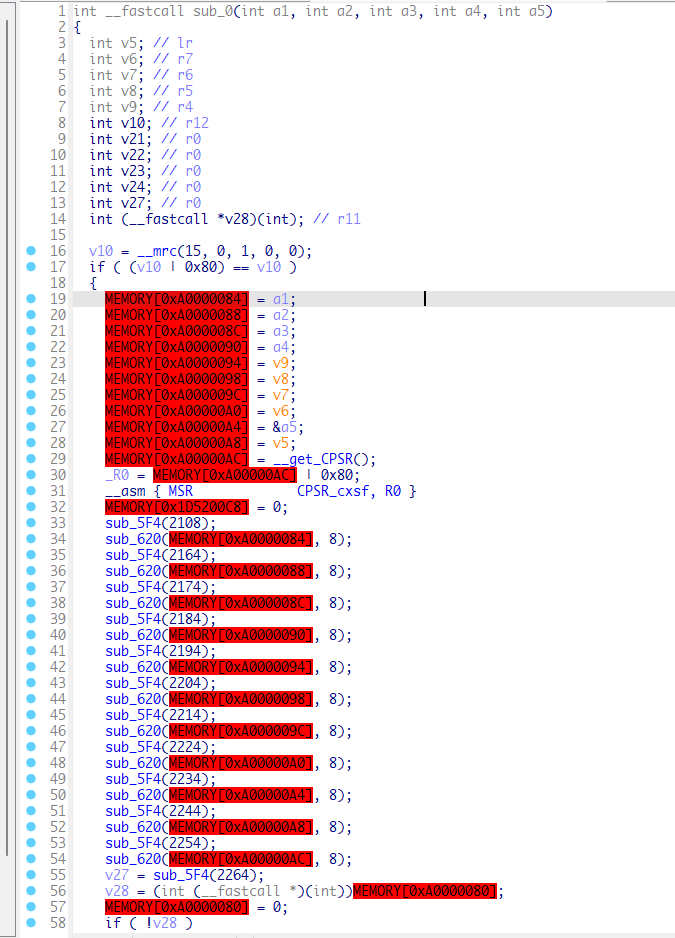 1 int __fastcall sub_0(int a1, int a2, int a3, int a4, int a5)
2 {
3 int v5; // lr
4 int v6; // r7
5 int v7; // r6
6 int v8; // r5
7 int v9; // r4
8 int v10; // r12
9 int v21; // r0
10 int v22; // r0
11 int v23; // r0
12 int v24; // r0
13 int v27; // r0
14 int (__fastcall *v28)(int); // r11
15
16 v10 = __mrc(15, 0, 1, 0, 0);
17 if ( (v10 | 0x80) == v10 )
18 {
19 MEMORY[0xA0000084] = a1;
20 MEMORY[0xA0000088] = a2;
21 MEMORY[0xA000008C] = a3;
22 MEMORY[0xA0000090] = a4;
23 MEMORY[0xA0000094] = v9;
24 MEMORY[0xA0000098] = v8;
25 MEMORY[0xA000009C] = v7;
26 MEMORY[0xA00000A0] = v6;
27 MEMORY[0xA00000A4] = &a5;
28 MEMORY[0xA00000A8] = v5;
29 MEMORY[0xA00000AC] = __get_CPSR();
30 _R0 = MEMORY[0xA00000AC] | 0x80;
31 __asm { MSR CPSR_cxsf, R0 }
32 MEMORY[0x1D5200C8] = 0;
33 sub_5F4(2108);
34 sub_620(MEMORY[0xA0000084], 8);
35 sub_5F4(2164);
36 sub_620(MEMORY[0xA0000088], 8);
37 sub_5F4(2174);
38 sub_620(MEMORY[0xA000008C], 8);
39 sub_5F4(2184);
40 sub_620(MEMORY[0xA0000090], 8);
41 sub_5F4(2194);
42 sub_620(MEMORY[0xA0000094], 8);
43 sub_5F4(2204);
44 sub_620(MEMORY[0xA0000098], 8);
45 sub_5F4(2214);
46 sub_620(MEMORY[0xA000009C], 8);
47 sub_5F4(2224);
48 sub_620(MEMORY[0xA00000A0], 8);
49 sub_5F4(2234);
50 sub_620(MEMORY[0xA00000A4], 8);
51 sub_5F4(2244);
52 sub_620(MEMORY[0xA00000A8], 8);
53 sub_5F4(2254);
54 sub_620(MEMORY[0xA00000AC], 8);
55 v27 = sub_5F4(2264);
56 v28 = (int (__fastcall *)(int))MEMORY[0xA0000080];
57 MEMORY[0xA0000080] = 0;
58 if ( !v28 )